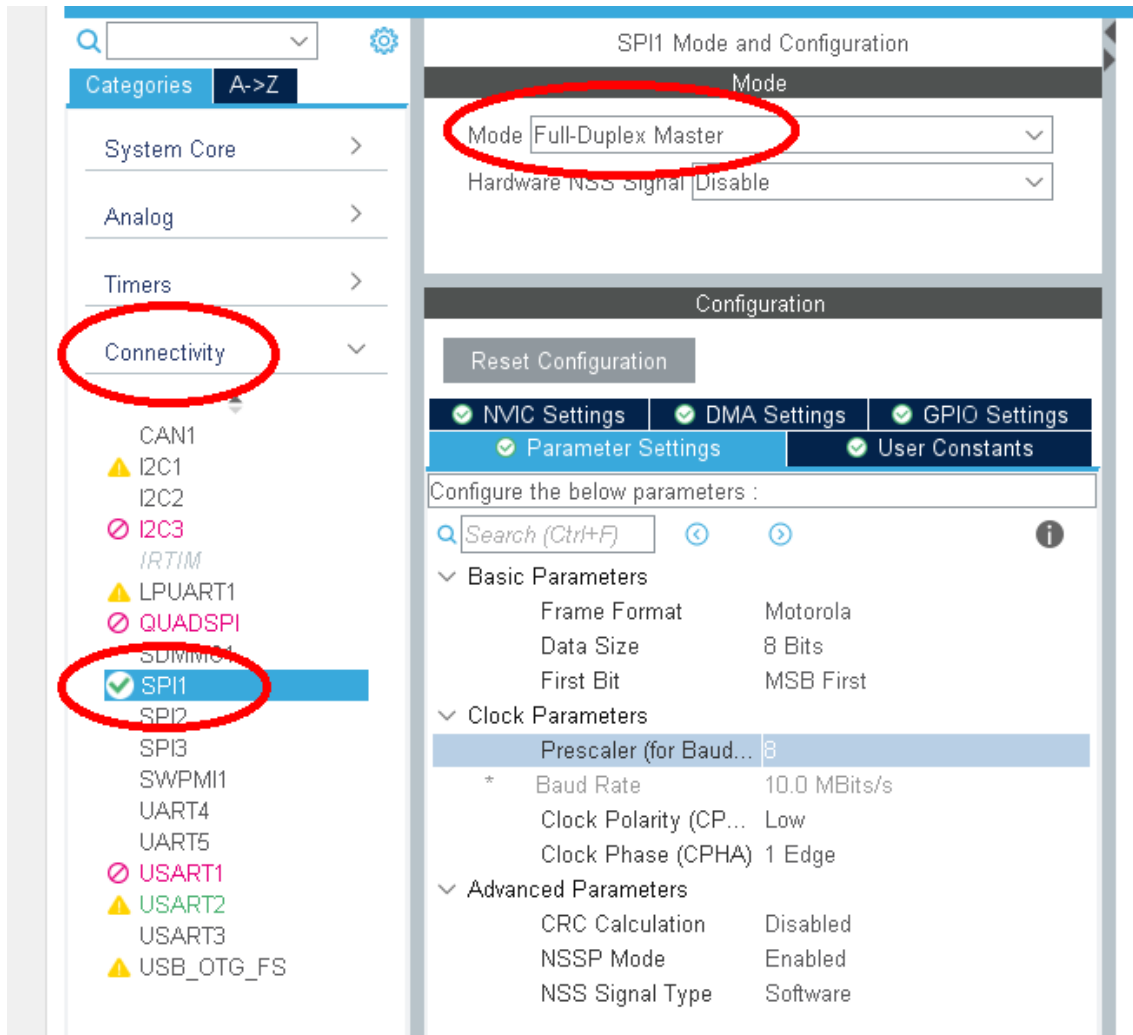 Categories A->Z
System Core
Analog
Timers
Connectivity
CAN1
I2C1
I2C2
I2C3
IRTIM
LPUART1
QUADSPI
SDMMC1
SPI1
SPI2
SPI3
SWPMI1
UART4
UART5
USART1
USART2
USART3
USB_OTG_FS
SPI1 Mode and Configuration
Mode
Mode Full-Duplex Master
Hardware NSS Signal Disable
Configuration
Reset Configuration
NVIC Settings DMA Settings GPIO Settings
Parameter Settings User Constants
Configure the below parameters :
Search (Ctrl+F)
Basic Parameters
Frame Format Motorola
Data Size 8 Bits
First Bit MSB First
Clock Parameters
Prescaler (for Baud... 8
* Baud Rate 10.0 MBits/s
Clock Polarity (CP... Low
Clock Phase (CPHA) 1 Edge
Advanced Parameters
CRC Calculation Disabled
NSSP Mode Enabled
NSS Signal Type Software